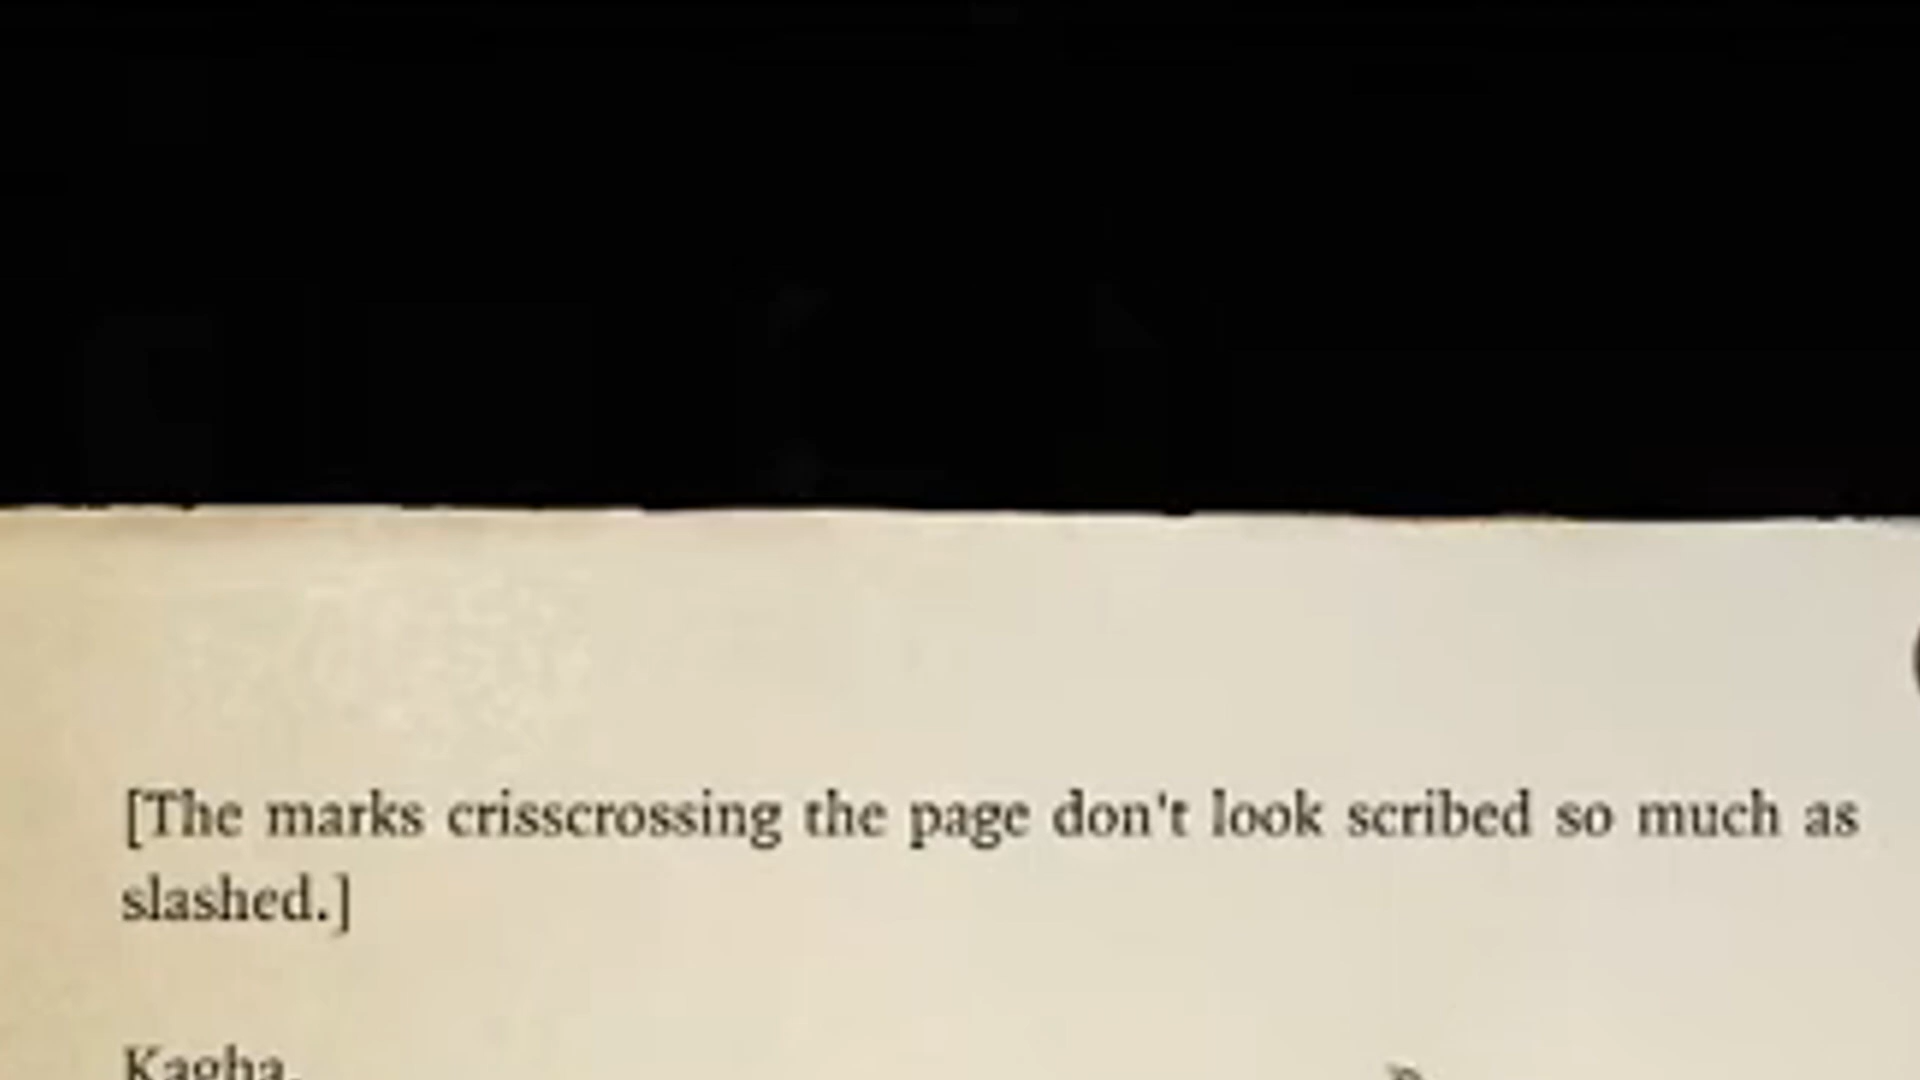 [The marks crisscrossing the page don't look scribed so much as
slashed.]
Kagha,